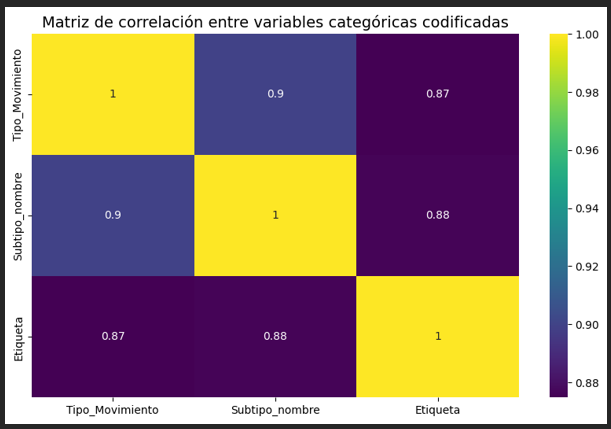 Matriz de correlación entre variables categóricas codificadas
Tipo_Movimiento
1
0.9
0.87
Subtipo_nombre
0.9
1
0.88
Etiqueta
0.87
0.88
1
Tipo_Movimiento
Subtipo_nombre
Etiqueta
1.00
0.98
0.96
0.94
0.92
0.90
0.88